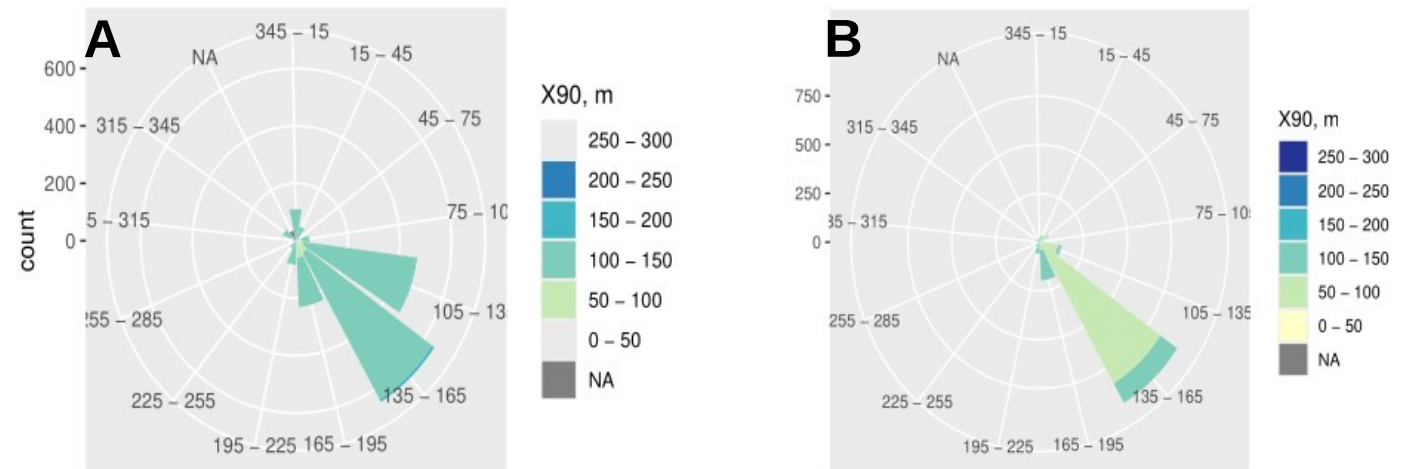 A
345 – 15
NA
15 – 45
600
400
315 – 345
45 – 75
200
5 – 315
75 – 10
0
count
255 – 285
105 – 13
225 – 255
135 – 165
195 – 225
165 – 195
X90, m
250 – 300
200 – 250
150 – 200
100 – 150
50 – 100
0 – 50
NA
B
345 – 15
NA
15 – 45
750
315 – 345
45 – 75
500
250
85 – 315
75 – 105
0
255 – 285
105 – 135
225 – 255
135 – 165
195 – 225
165 – 195
X90, m
250 – 300
200 – 250
150 – 200
100 – 150
50 – 100
0 – 50
NA